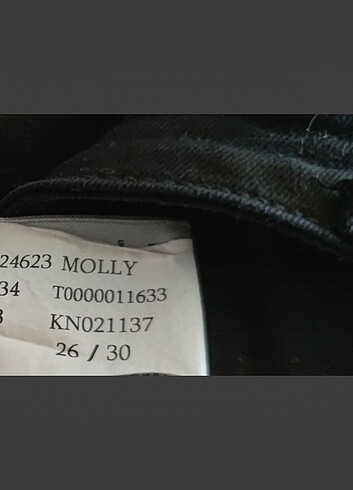 24623 MOLLY
34 T0000011633
3 KN021137
26 / 30